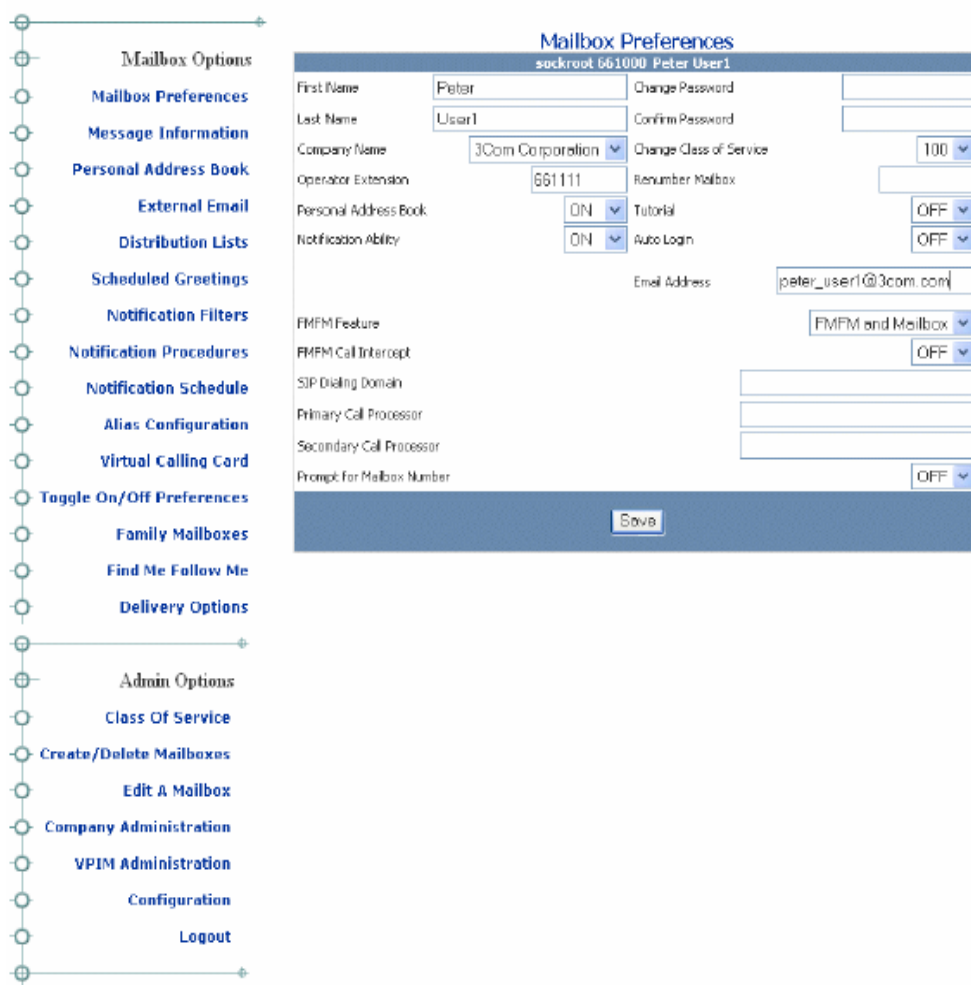 Mailbox Options
Mailbox Preferences
Message Information
Personal Address Book
External Email
Distribution Lists
Scheduled Greetings
Notification Filters
Notification Procedures
Notification Schedule
Alias Configuration
Virtual Calling Card
Toggle On/Off Preferences
Family Mailboxes
Find Me Follow Me
Delivery Options
Admin Options
Class Of Service
Create/Delete Mailboxes
Edit A Mailbox
Company Administration
VPIM Administration
Configuration
Logout
Mailbox Preferences
sockroot 661000 Peter User1
First Name Peter Change Password
Last Name User1 Confirm Password
Company Name 3Com Corporation Change Class of Service 100
Operator Extension 661111 Renumber Mailbox
Personal Address Book ON Tutorial OFF
Notification Ability ON Auto Login OFF
Email Address peter_user1@3com.com
FMFM Feature FMFM and Mailbox
FMFM Call Intercept OFF
SIP Dialing Domain
Primary Call Processor
Secondary Call Processor
Prompt for Mailbox Number OFF
Save